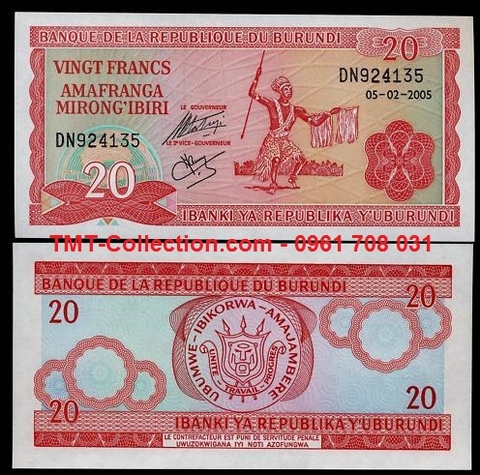 BANQUE DE LA REPUBLIQUE DU BURUNDI
20
VINGT FRANCS
AMAFRANGA
MIRONG'IBIRI
DN924135
05-02-2005
LE GOUVERNEUR
DN924135
LE 2e VICE-GOUVERNEUR
20
IBANKI YA REPUBLIKA Y'UBURUNDI
TMT-Collection.com - 0961 708 031
BANQUE DE LA REPUBLIQUE DU BURUNDI
20
20
UBUMWE - IBIKORWA - AMAJAMBERE
UNITE - TRAVAIL - PROGRES
20
20
IBANKI YA REPUBLIKA Y'UBURUNDI
LE CONTREFACTEUR EST PUNI DE SERVITUDE PENALE
UWUZOKWIGANA IYI NOTI AZOFUNGWA